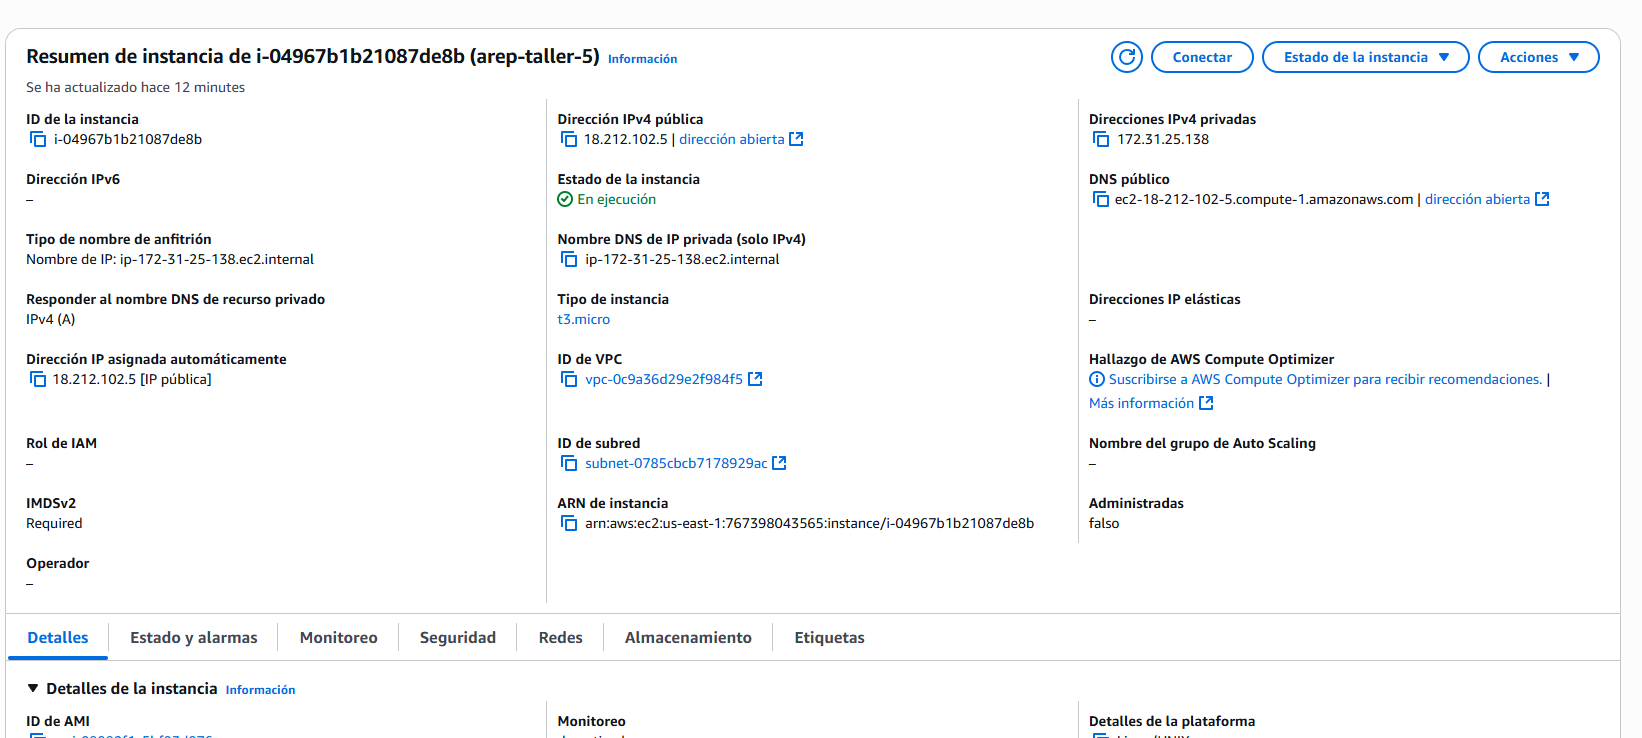 Resumen de instancia de i-04967b1b21087de8b (arep-taller-5) Información
Conectar
Estado de la instancia
Acciones
Se ha actualizado hace 12 minutes
ID de la instancia
i-04967b1b21087de8b
Dirección IPv4 pública
18.212.102.5 | dirección abierta
Direcciones IPv4 privadas
172.31.25.138
Dirección IPv6
–
Estado de la instancia
En ejecución
DNS público
ec2-18-212-102-5.compute-1.amazonaws.com | dirección abierta
Tipo de nombre de anfitrión
Nombre de IP: ip-172-31-25-138.ec2.internal
Nombre DNS de IP privada (solo IPv4)
ip-172-31-25-138.ec2.internal
Responder al nombre DNS de recurso privado
IPv4 (A)
Tipo de instancia
t3.micro
Direcciones IP elásticas
–
Dirección IP asignada automáticamente
18.212.102.5 [IP pública]
ID de VPC
vpc-0c9a36d29e2f984f5
Hallazgo de AWS Compute Optimizer
Suscribirse a AWS Compute Optimizer para recibir recomendaciones. |
Más información
Rol de IAM
–
ID de subred
subnet-0785cbcb7178929ac
Nombre del grupo de Auto Scaling
–
IMDSv2
Required
ARN de instancia
arn:aws:ec2:us-east-1:767398043565:instance/i-04967b1b21087de8b
Administradas
falso
Operador
–
Detalles
Estado y alarmas
Monitoreo
Seguridad
Redes
Almacenamiento
Etiquetas
Detalles de la instancia Información
ID de AMI
Monitoreo
Detalles de la plataforma